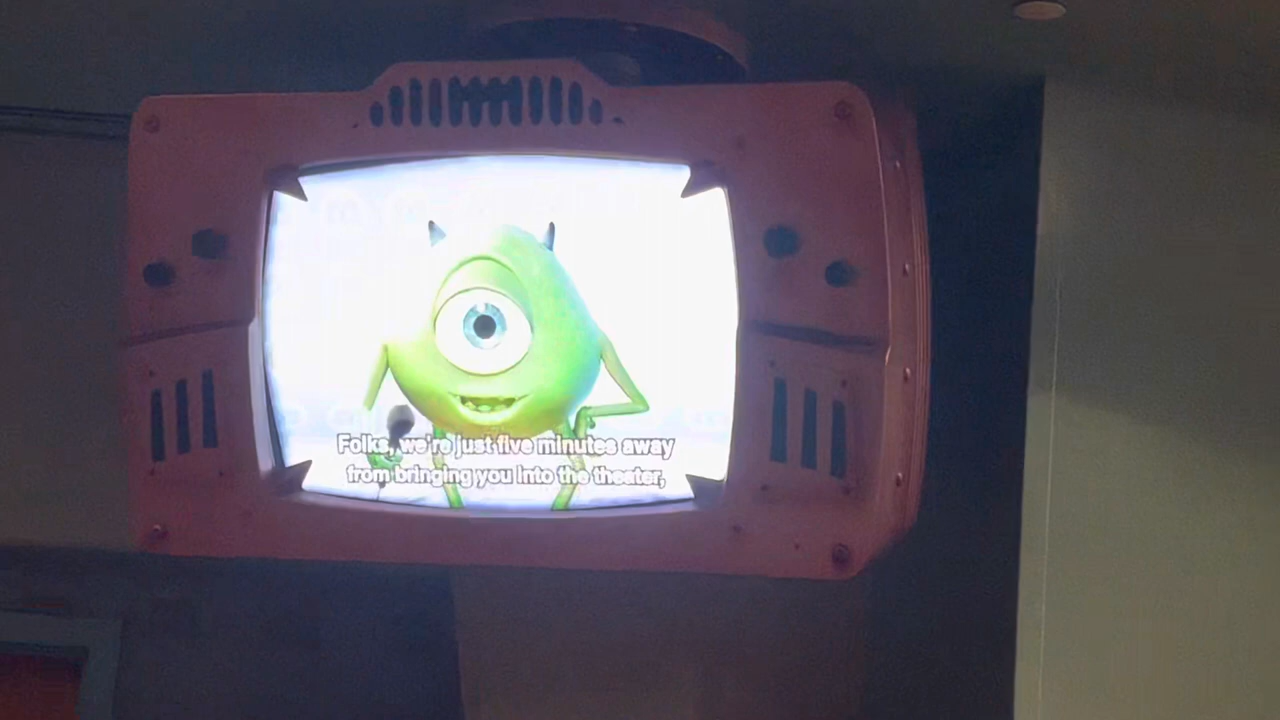 Folks, we're just five minutes away
from bringing you into the theater,